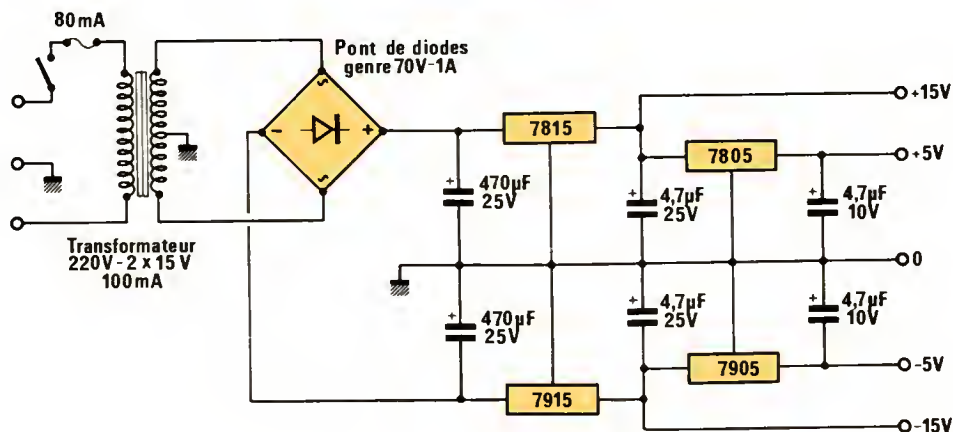 80mA
Pont de diodes
genre 70V-1A
~
-
+
~
7815
+15V
7805
+5V
+
470µF
25V
+
4,7µF
25V
+
4,7µF
10V
Transformateur
220V-2 x 15 V
100mA
0
+
470µF
25V
+
4,7µF
25V
+
4,7µF
10V
7905
-5V
7915
-15V